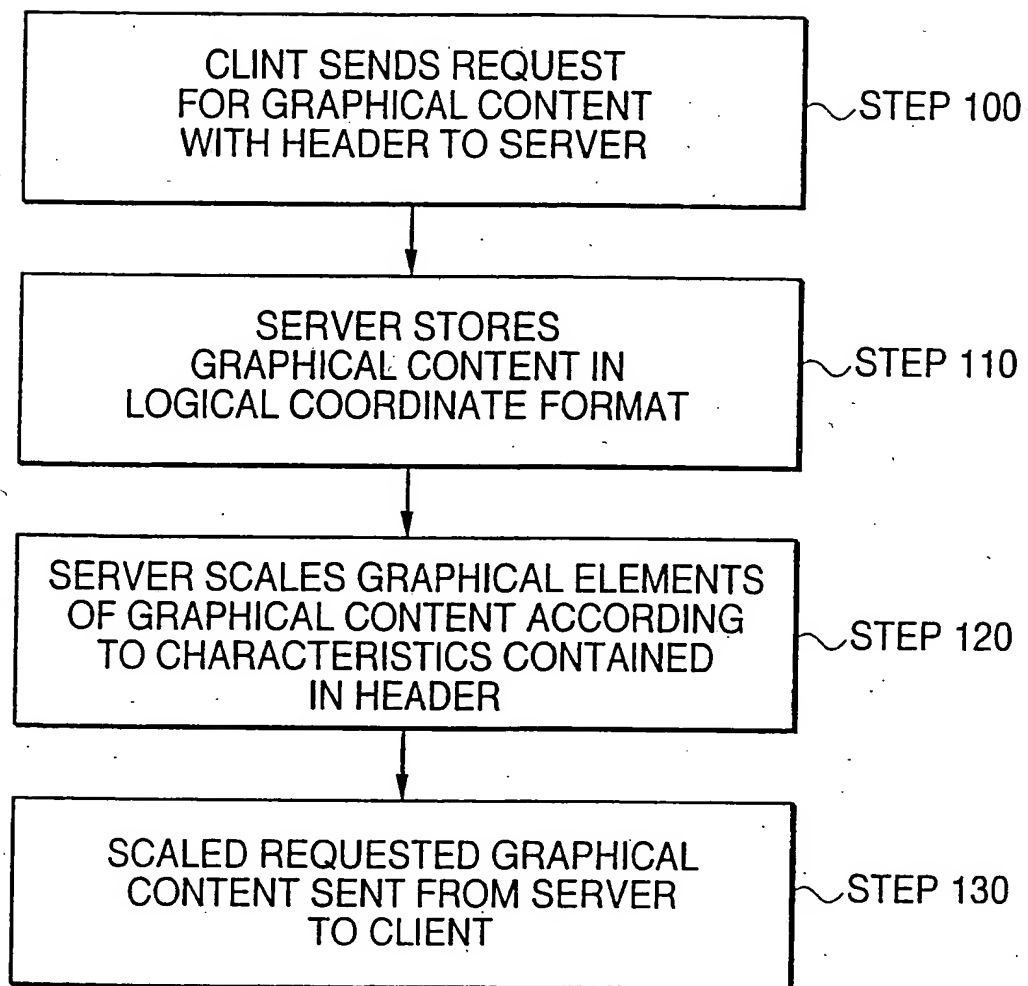 CLINT SENDS REQUEST
FOR GRAPHICAL CONTENT
WITH HEADER TO SERVER
STEP 100
SERVER STORES
GRAPHICAL CONTENT IN
LOGICAL COORDINATE FORMAT
STEP 110
SERVER SCALES GRAPHICAL ELEMENTS
OF GRAPHICAL CONTENT ACCORDING
TO CHARACTERISTICS CONTAINED
IN HEADER
STEP 120
SCALED REQUESTED GRAPHICAL
CONTENT SENT FROM SERVER
TO CLIENT
STEP 130